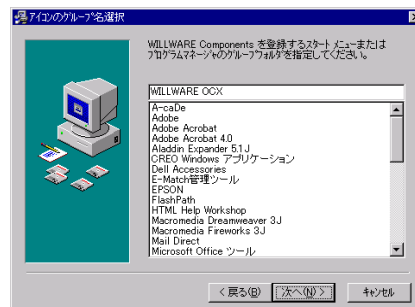 アイコンのグループ名選択
WILLWARE Components を登録するスタート メニューまたは
プログラムマネージャのグループフォルダを指定してください。
WILLWARE OCX
A-caDe
Adobe
Adobe Acrobat
Adobe Acrobat 4.0
Aladdin Expander 5.1J
CREO Windows アプリケーション
Dell Accessories
E-Match管理ツール
EPSON
FlashPath
HTML Help Workshop
Macromedia Dreamweaver 3J
Macromedia Fireworks 3J
Mail Direct
Microsoft Office ツール
< 戻る(B)
次へ(N) >
キャンセル